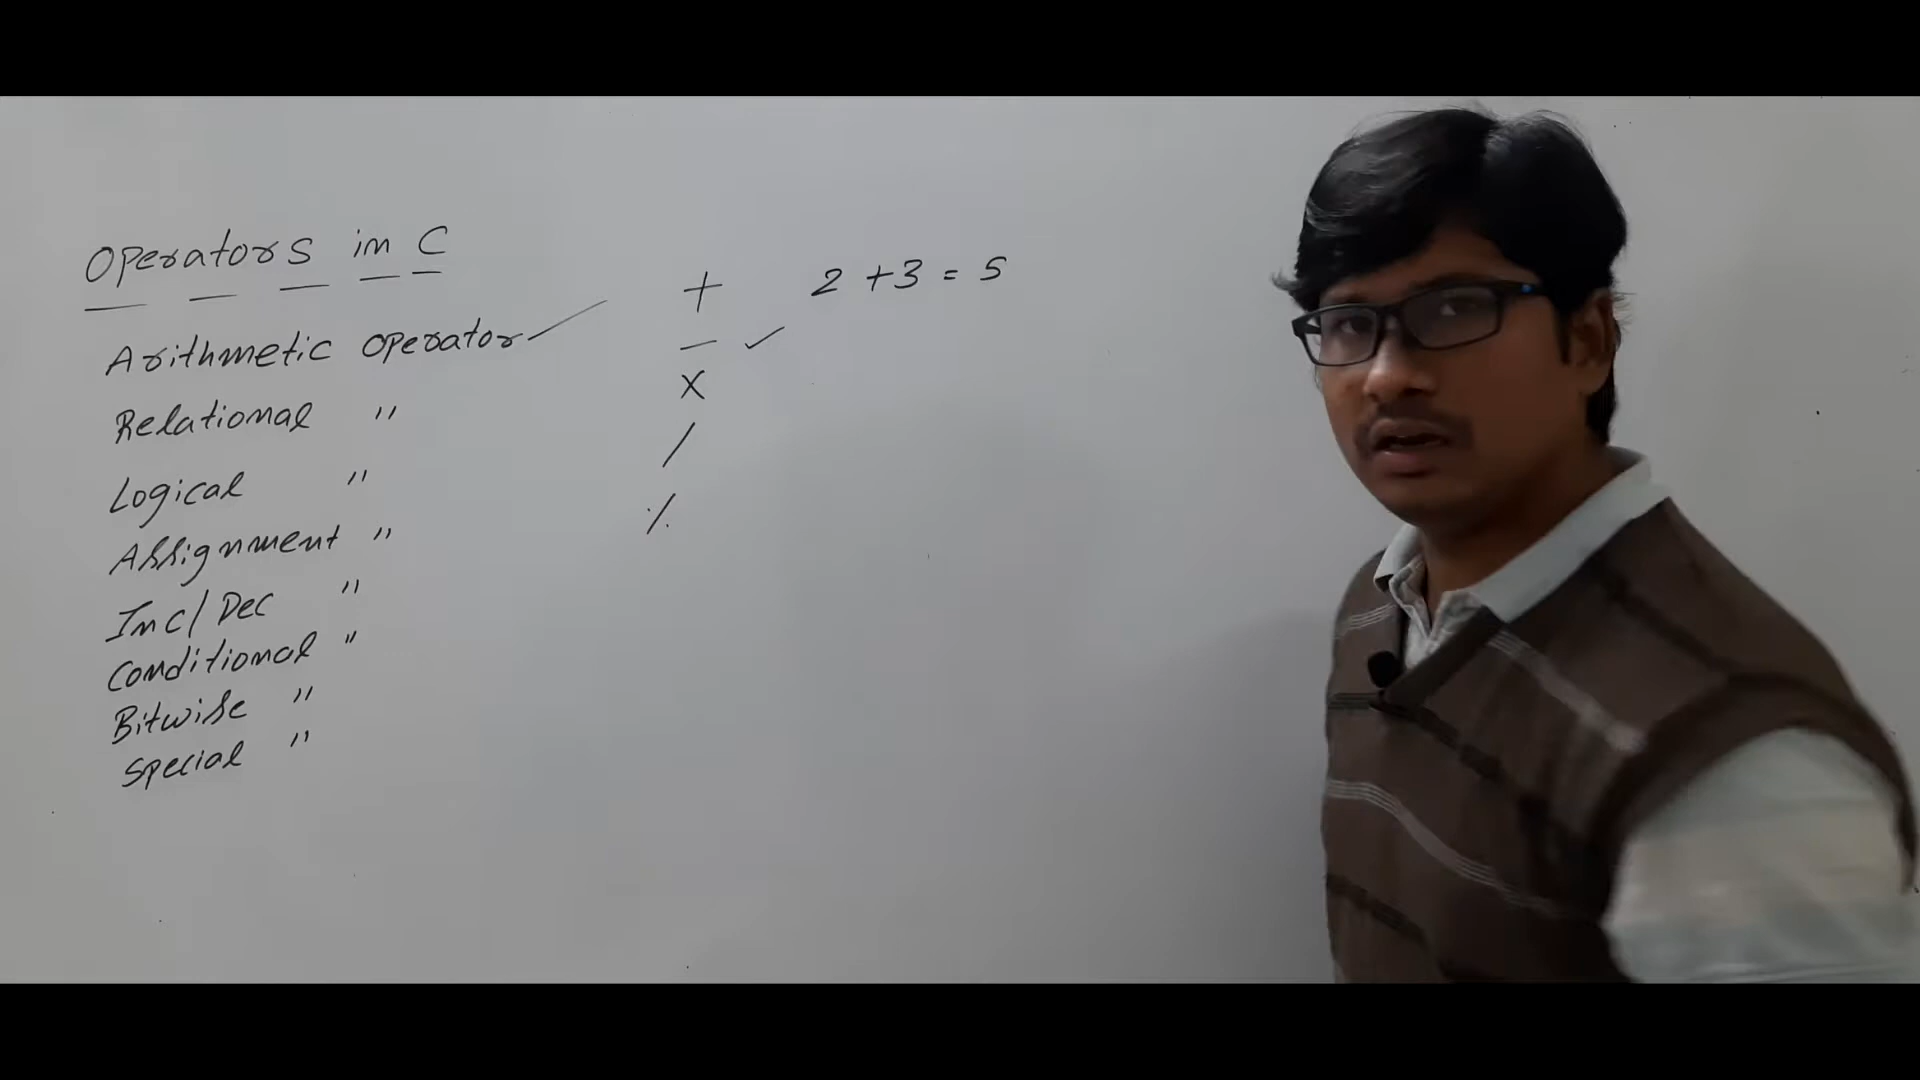 Operators in C
Arithmetic operator
Relational "
Logical "
Assignment "
Inc/Dec "
Conditional "
Bitwise "
Special "
+ 2 + 3 = 5
- ✓
x
/
%